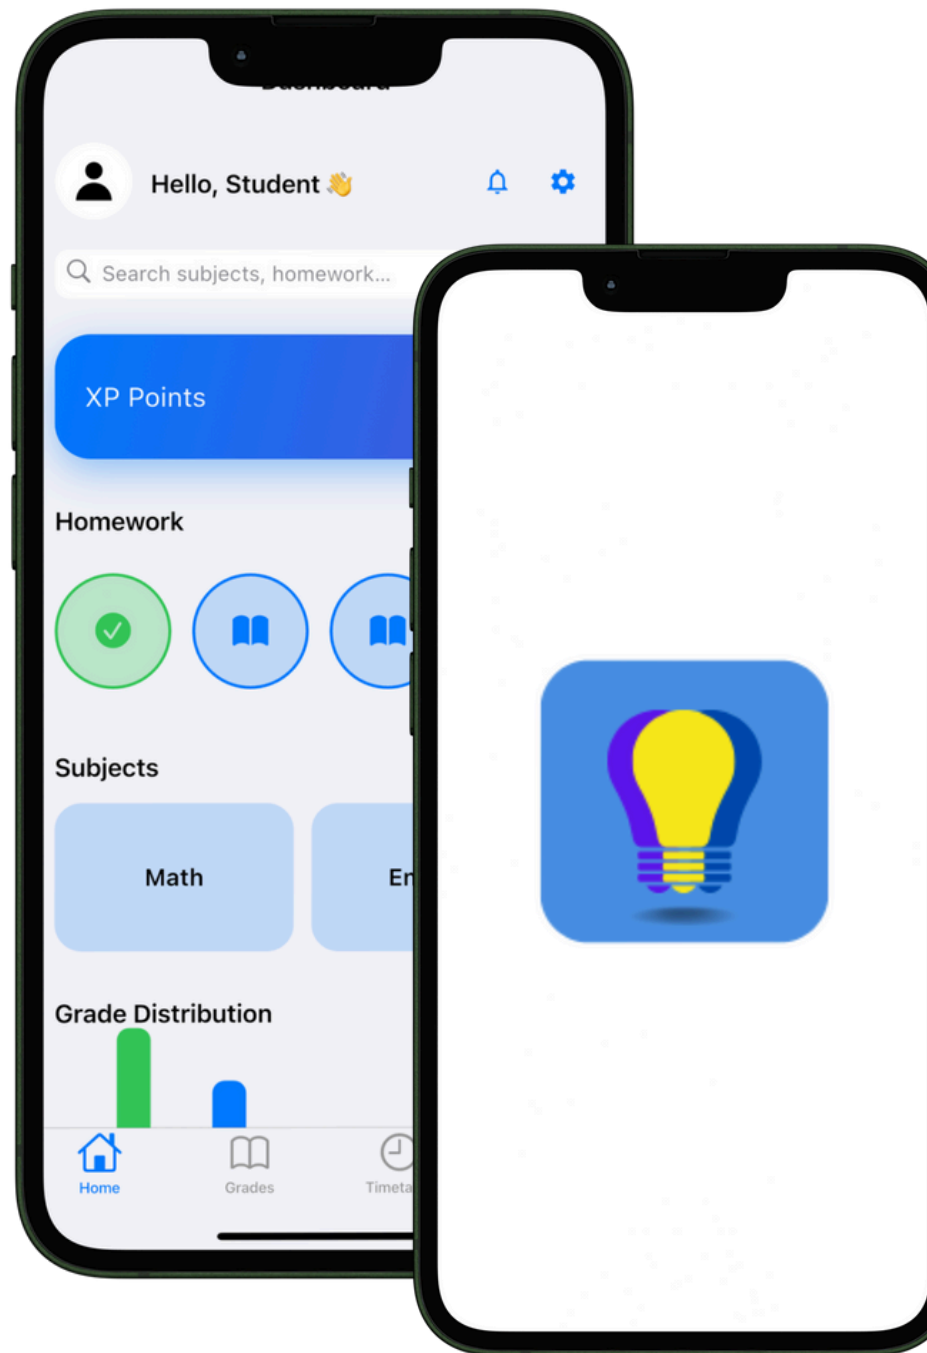 Hello, Student 👋
Search subjects, homework...
XP Points
Homework
Subjects
Math
Grade Distribution
Home
Grades